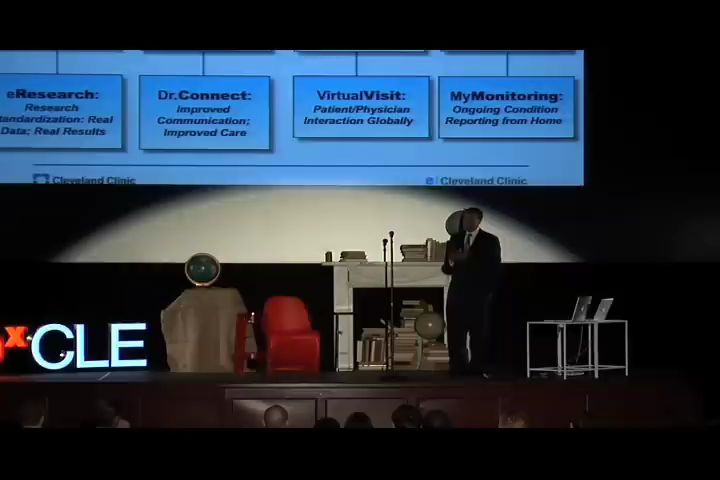 eResearch:
Research
tandardization: Real
Data; Real Results
Dr.Connect:
Improved
Communication;
Improved Care
VirtualVisit:
Patient/Physician
Interaction Globally
MyMonitoring:
Ongoing Condition
Reporting from Home
Cleveland Clinic
e Cleveland Clinic
xCLE